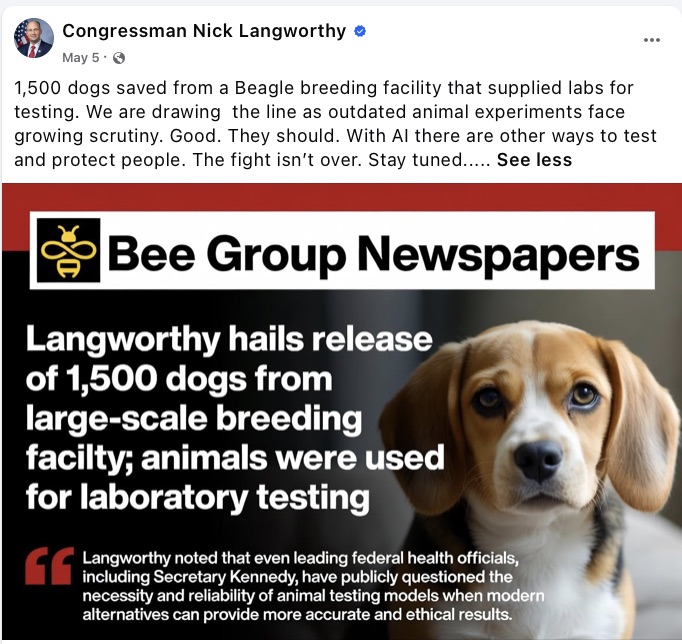 Congressman Nick Langworthy
May 5 ·
1,500 dogs saved from a Beagle breeding facility that supplied labs for
testing. We are drawing  the line as outdated animal experiments face
growing scrutiny. Good. They should. With AI there are other ways to test
and protect people. The fight isn’t over. Stay tuned..... See less
Bee Group Newspapers
Langworthy hails release
of 1,500 dogs from
large-scale breeding
facilty; animals were used
for laboratory testing
“ Langworthy noted that even leading federal health officials,
including Secretary Kennedy, have publicly questioned the
necessity and reliability of animal testing models when modern
alternatives can provide more accurate and ethical results.